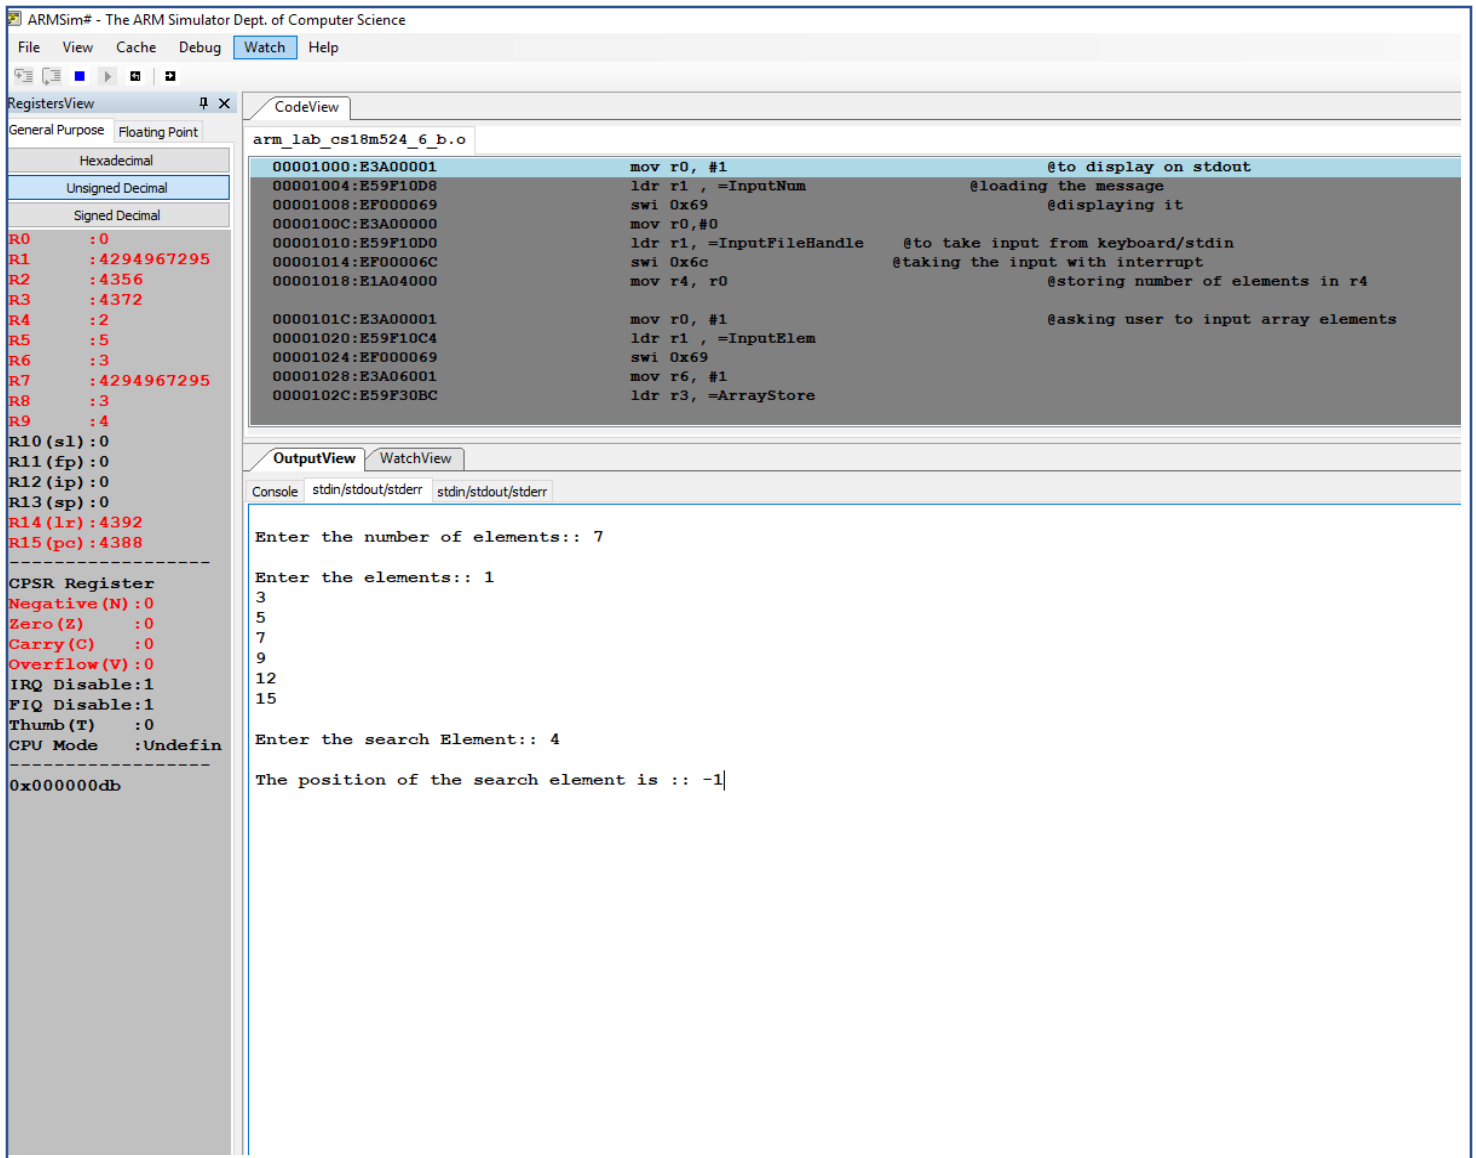 ARMSim# - The ARM Simulator Dept. of Computer Science
File View Cache Debug Watch Help
RegistersView
General Purpose Floating Point
Hexadecimal
Unsigned Decimal
Signed Decimal
R0 :0
R1 :4294967295
R2 :4356
R3 :4372
R4 :2
R5 :5
R6 :3
R7 :4294967295
R8 :3
R9 :4
R10(sl):0
R11(fp):0
R12(ip):0
R13(sp):0
R14(lr):4392
R15(pc):4388
------------------
CPSR Register
Negative(N):0
Zero(Z) :0
Carry(C) :0
Overflow(V):0
IRQ Disable:1
FIQ Disable:1
Thumb(T) :0
CPU Mode :Undefin
------------------
0x000000db
CodeView
arm_lab_cs18m524_6_b.o
00001000:E3A00001 mov r0, #1 @to display on stdout
00001004:E59F10D8 ldr r1 , =InputNum @loading the message
00001008:EF000069 swi 0x69 @displaying it
0000100C:E3A00000 mov r0,#0
00001010:E59F10D0 ldr r1, =InputFileHandle @to take input from keyboard/stdin
00001014:EF00006C swi 0x6c @taking the input with interrupt
00001018:E1A04000 mov r4, r0 @storing number of elements in r4
0000101C:E3A00001 mov r0, #1 @asking user to input array elements
00001020:E59F10C4 ldr r1 , =InputElem
00001024:EF000069 swi 0x69
00001028:E3A06001 mov r6, #1
0000102C:E59F30BC ldr r3, =ArrayStore
OutputView WatchView
Console stdin/stdout/stderr stdin/stdout/stderr
Enter the number of elements:: 7
Enter the elements:: 1
3
5
7
9
12
15
Enter the search Element:: 4
The position of the search element is :: -1